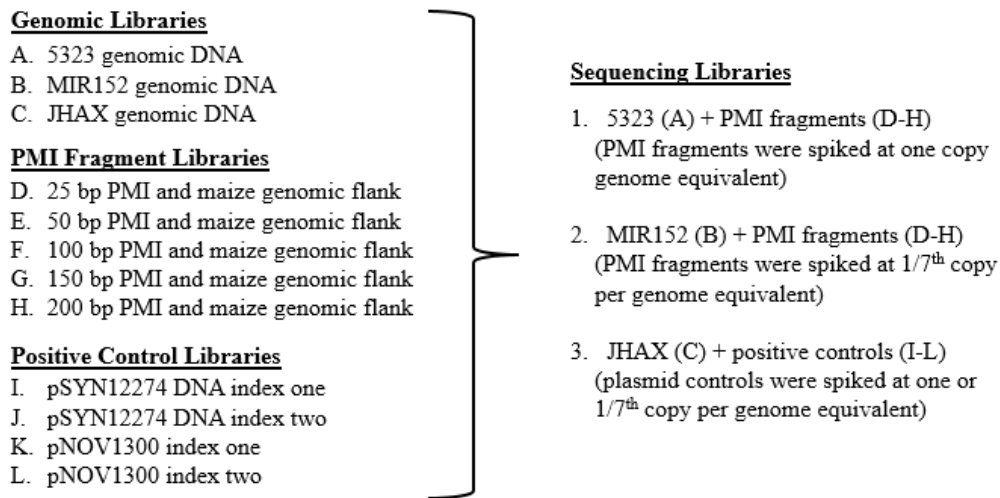 Genomic Libraries
A. 5323 genomic DNA
B. MIR152 genomic DNA
C. JHAX genomic DNA
PMI Fragment Libraries
D. 25 bp PMI and maize genomic flank
E. 50 bp PMI and maize genomic flank
F. 100 bp PMI and maize genomic flank
G. 150 bp PMI and maize genomic flank
H. 200 bp PMI and maize genomic flank
Positive Control Libraries
I. pSYN12274 DNA index one
J. pSYN12274 DNA index two
K. pNOV1300 index one
L. pNOV1300 index two
Sequencing Libraries
1. 5323 (A) + PMI fragments (D-H)
(PMI fragments were spiked at one copy
genome equivalent)
2. MIR152 (B) + PMI fragments (D-H)
(PMI fragments were spiked at 1/7th copy
per genome equivalent)
3. JHAX (C) + positive controls (I-L)
(plasmid controls were spiked at one or
1/7th copy per genome equivalent)